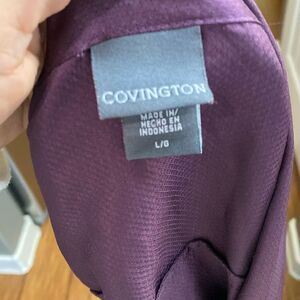 COVINGTON
MADE IN/
HECHO EN
INDONESIA
L/G